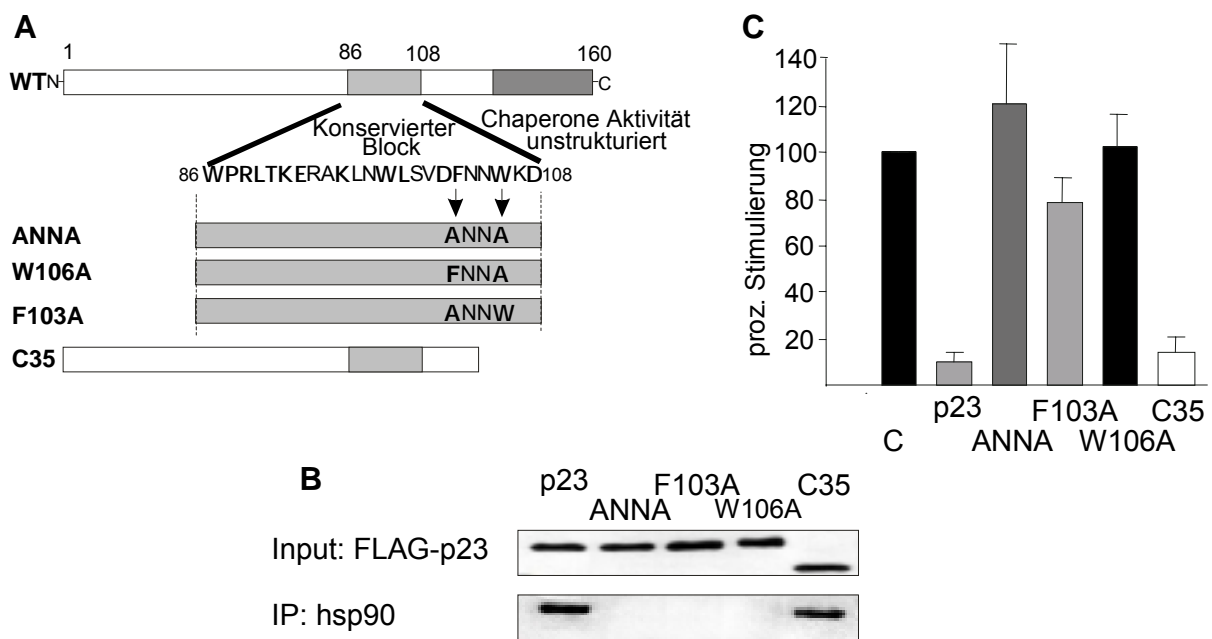 A
1 86 108 160
WT N C
Konservierter
Block
Chaperone Aktivität
unstrukturiert
86 WPRLTKERAKLNWLSVDFNNWKD 108
ANNA ANNA
W106A FNNA
F103A ANNW
C35
B
p23 ANNA F103A W106A C35
Input: FLAG-p23
IP: hsp90
C
proz. Stimulierung
140
120
100
80
60
40
20
C p23 ANNA F103A W106A C35